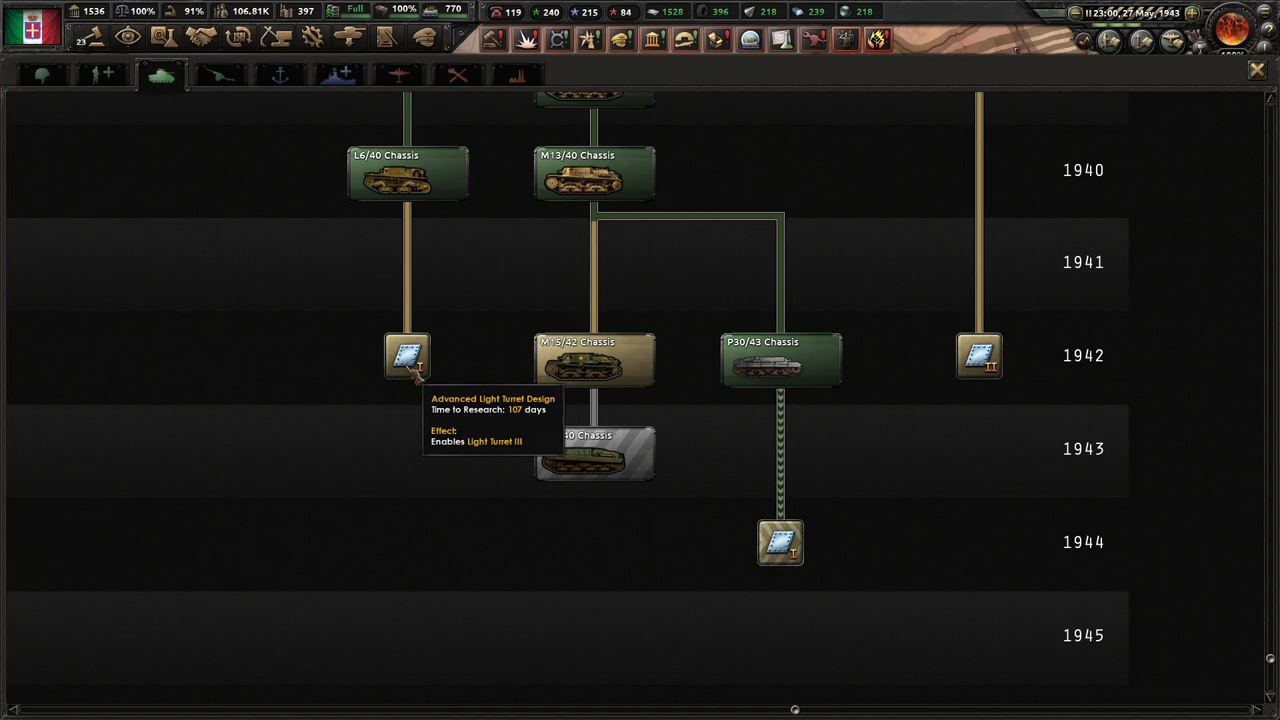 1536
100%
91%
106.81K
397
Full
100%
770
119
240
215
84
1528
396
218
239
218
23:00, 27 May, 1943
23
L6/40 Chassis
M13/40 Chassis
1940
1941
M15/42 Chassis
P30/43 Chassis
1942
I
II
Advanced Light Turret Design
Time to Research: 107 days
Effect:
Enables Light Turret III
40 Chassis
1943
1944
I
1945